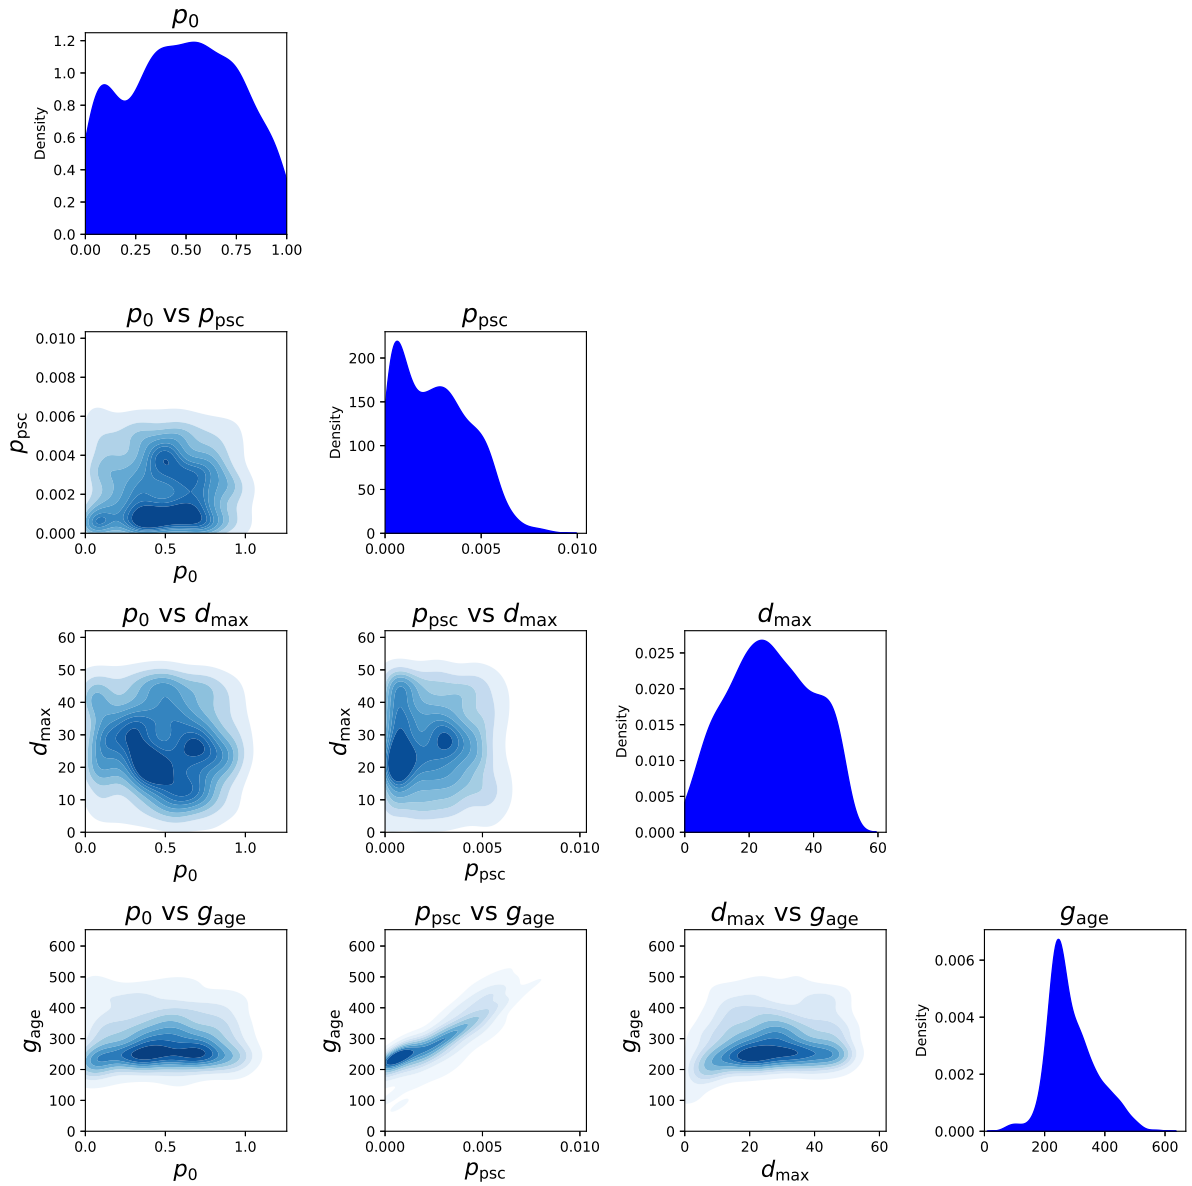 p0
1.2
1.0
0.8
0.6
0.4
0.2
0.0
Density
0.00 0.25 0.50 0.75 1.00
p0 vs ppsc
0.010
0.008
0.006
0.004
0.002
0.000
ppsc
0.0 0.5 1.0
p0
ppsc
200
150
100
50
0
Density
0.000 0.005 0.010
p0 vs dmax
60
50
40
30
20
10
0
dmax
0.0 0.5 1.0
p0
ppsc vs dmax
60
50
40
30
20
10
0
dmax
0.000 0.005 0.010
ppsc
dmax
0.025
0.020
0.015
0.010
0.005
0.000
Density
0 20 40 60
p0 vs gage
600
500
400
300
200
100
0
gage
0.0 0.5 1.0
p0
ppsc vs gage
600
500
400
300
200
100
0
gage
0.000 0.005 0.010
ppsc
dmax vs gage
600
500
400
300
200
100
0
gage
0 20 40 60
dmax
gage
0.006
0.004
0.002
0.000
Density
0 200 400 600